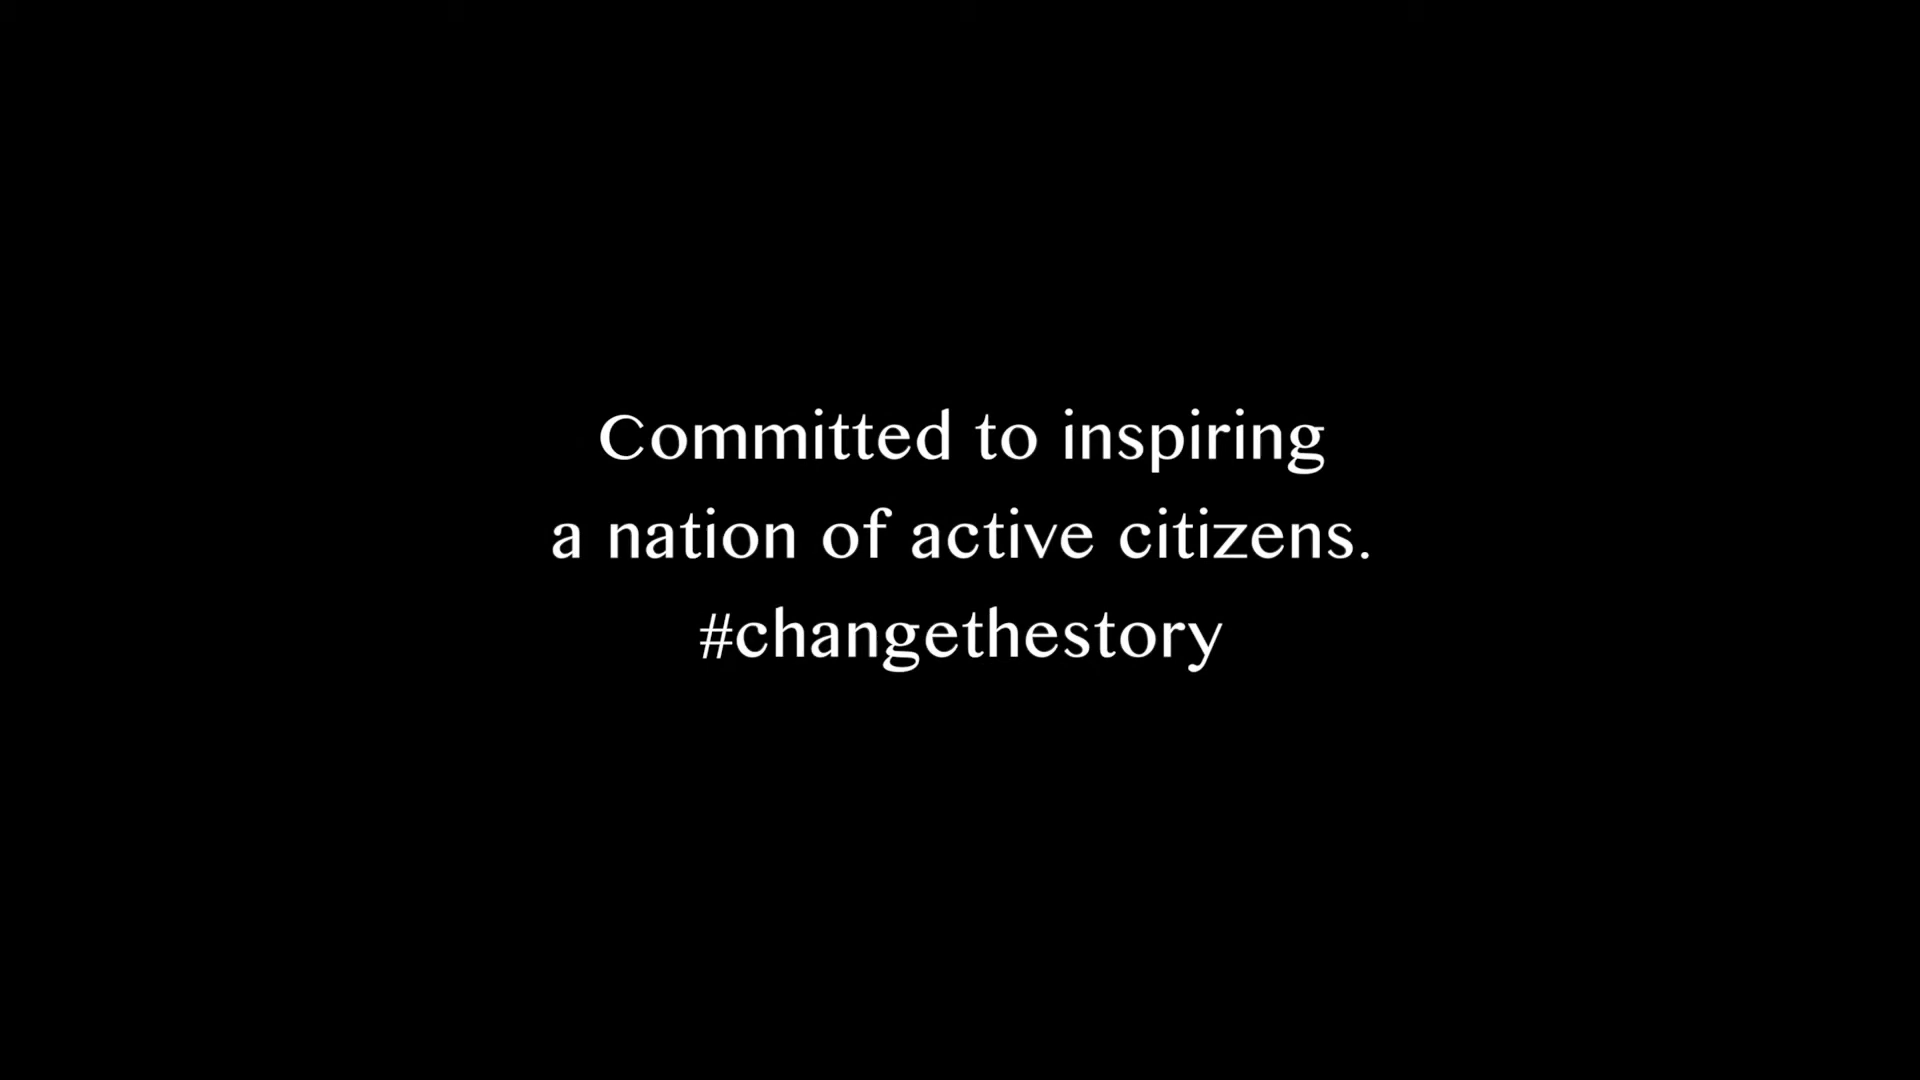 Committed to inspiring
a nation of active citizens.
#changethestory